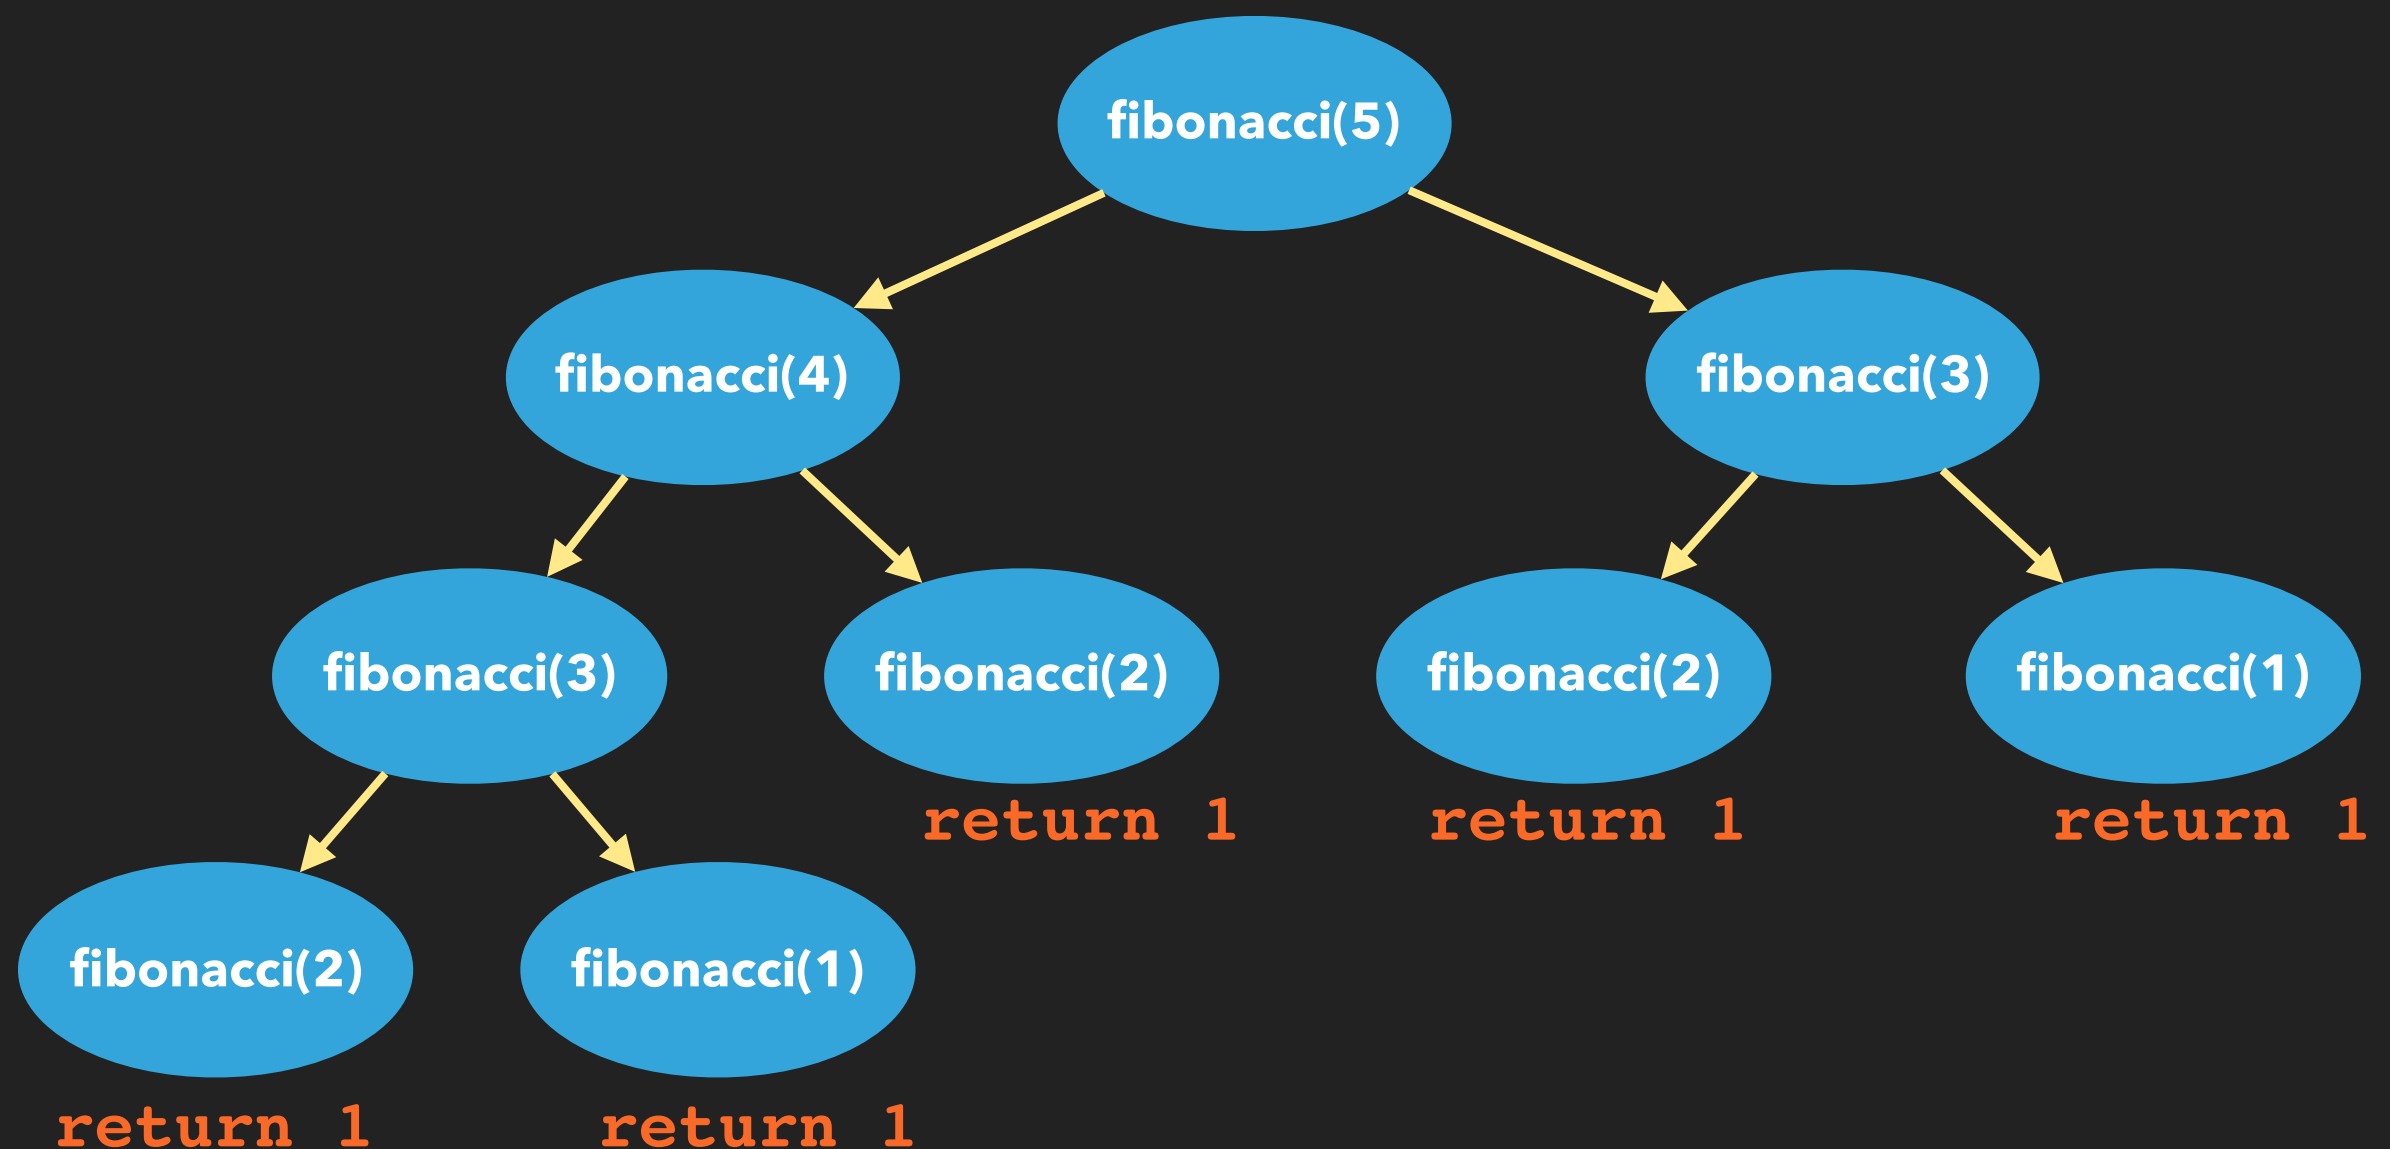 fibonacci(5)
fibonacci(4)
fibonacci(3)
fibonacci(3)
fibonacci(2)
fibonacci(2)
fibonacci(1)
return 1
return 1
return 1
fibonacci(2)
fibonacci(1)
return 1
return 1